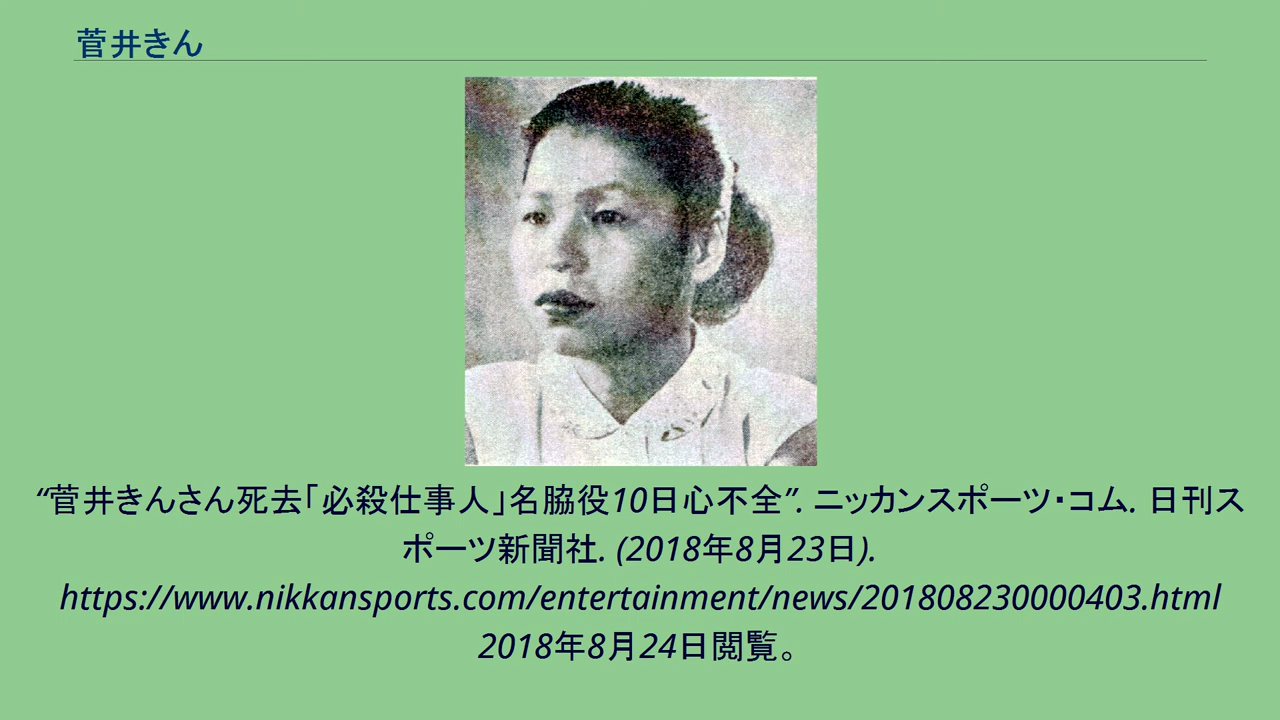 菅井きん
“菅井きんさん死去「必殺仕事人」名脇役10日心不全”. ニッカンスポーツ・コム. 日刊ス
ポーツ新聞社. (2018年8月23日).
https://www.nikkansports.com/entertainment/news/201808230000403.html
2018年8月24日閲覧。